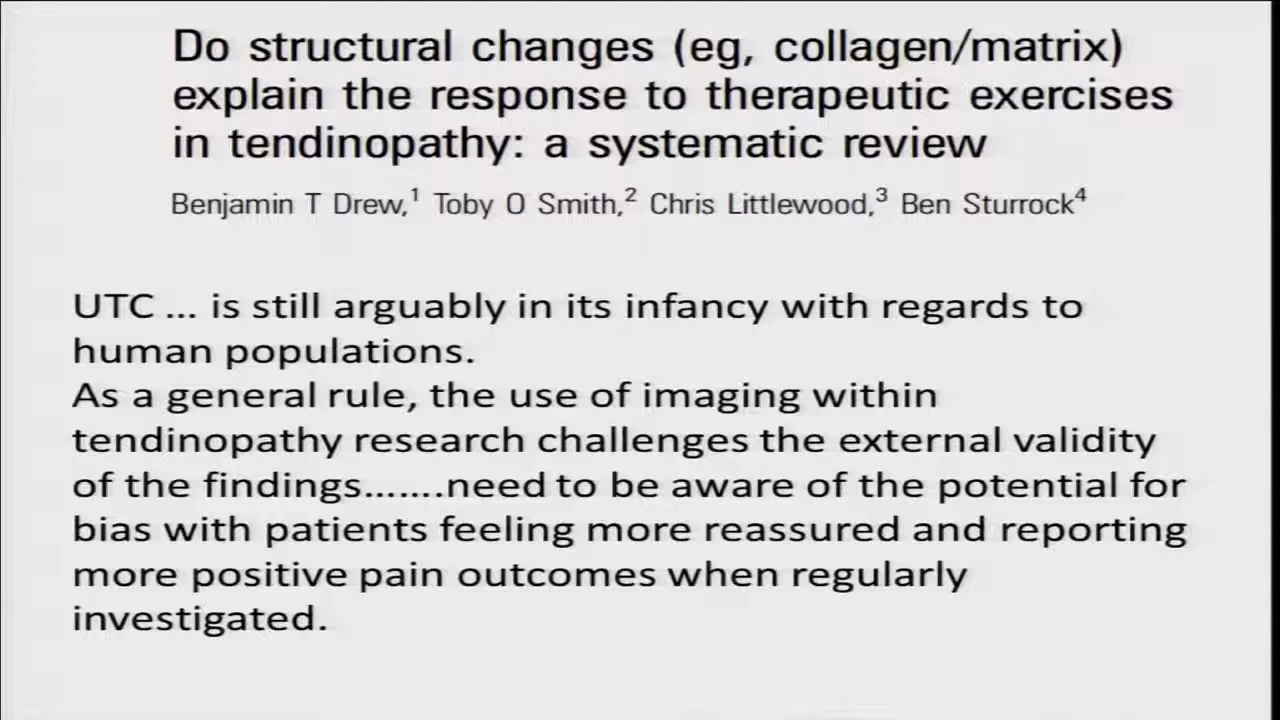 Do structural changes (eg, collagen/matrix)
explain the response to therapeutic exercises
in tendinopathy: a systematic review
Benjamin T Drew,¹ Toby O Smith,² Chris Littlewood,³ Ben Sturrock⁴
UTC ... is still arguably in its infancy with regards to
human populations.
As a general rule, the use of imaging within
tendinopathy research challenges the external validity
of the findings.......need to be aware of the potential for
bias with patients feeling more reassured and reporting
more positive pain outcomes when regularly
investigated.